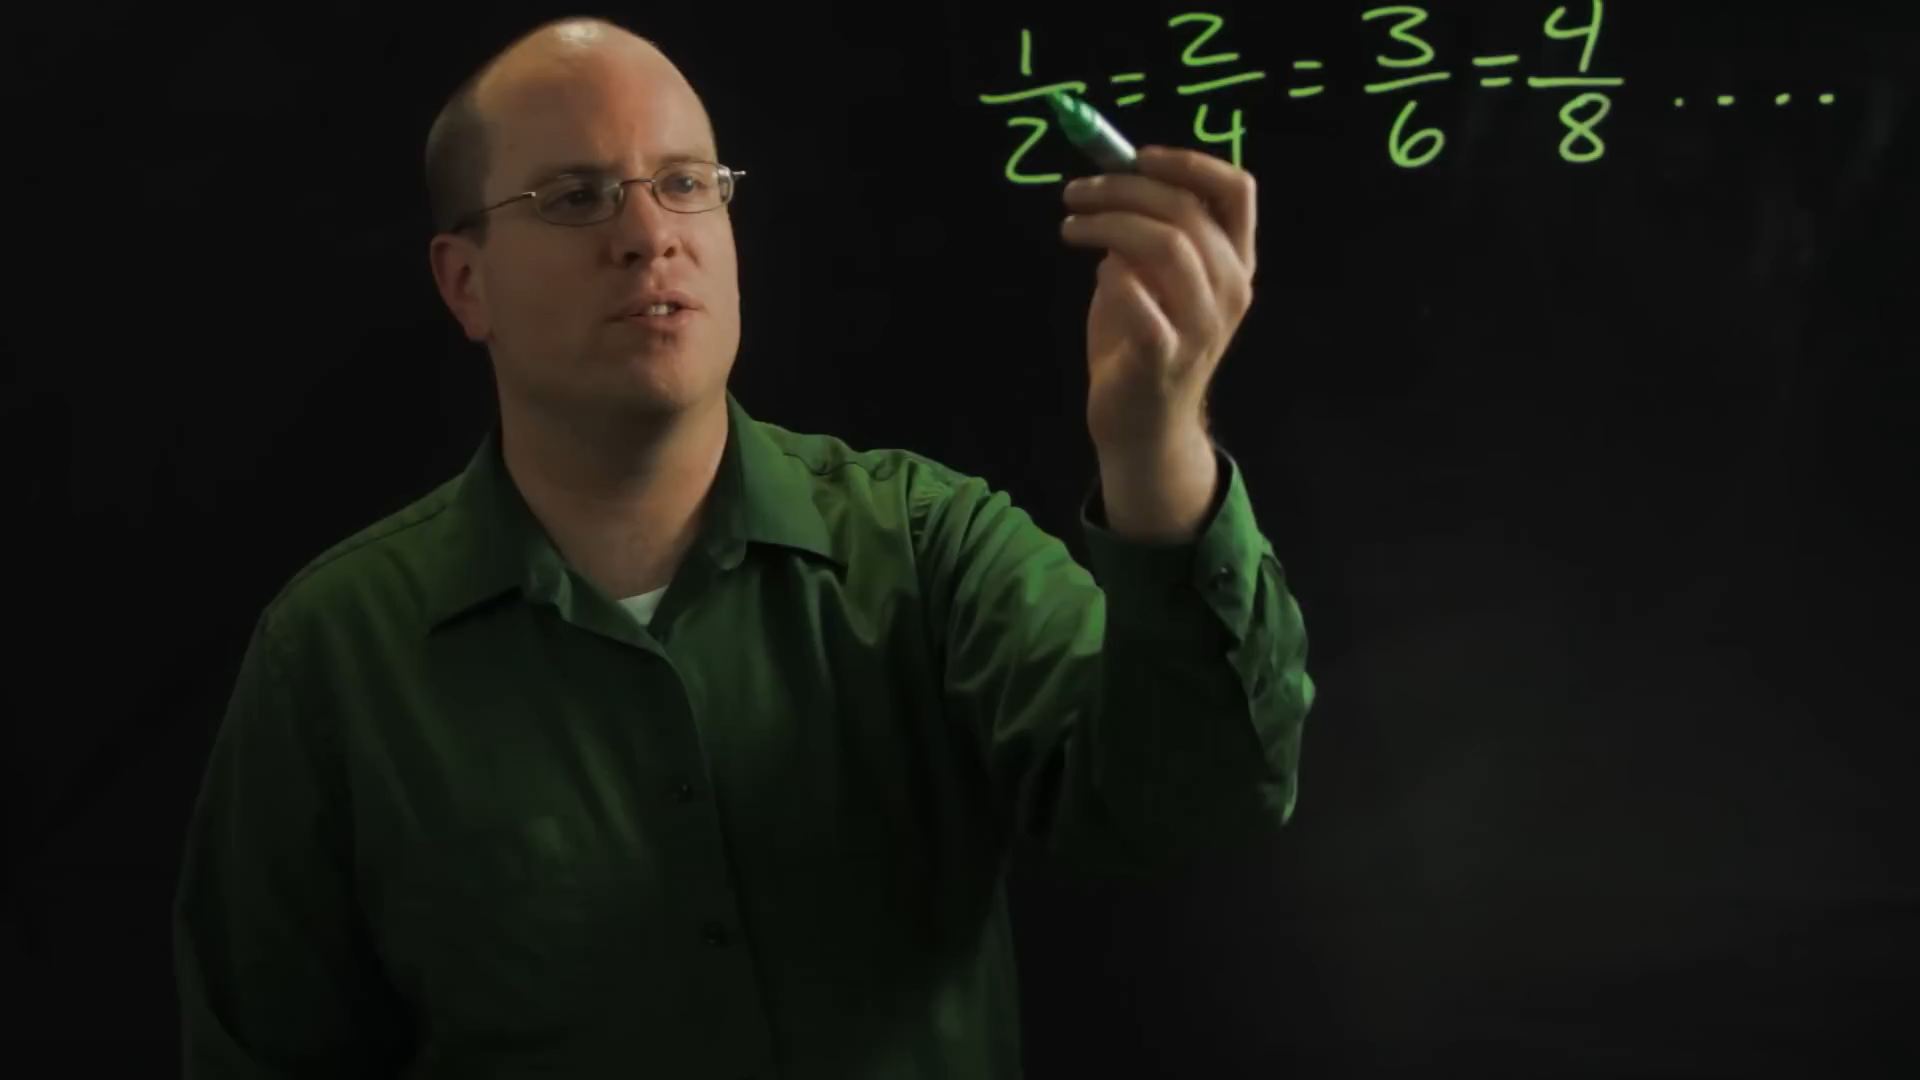 1/2 = 2/4 = 3/6 = 4/8 ....